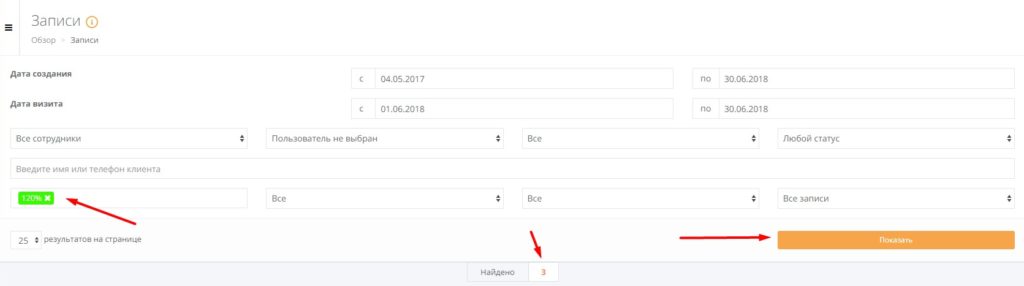 Записи
Обзор > Записи
Дата создания с 04.05.2017 по 30.06.2018
Дата визита с 01.06.2018 по 30.06.2018
Все сотрудники Пользователь не выбран Все Любой статус
Введите имя или телефон клиента
120% Все Все Все записи
25 результатов на странице Показать
Найдено 3